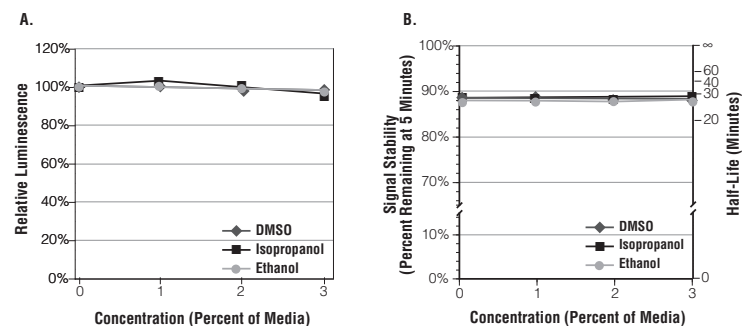 A.
120%
100%
80%
60%
40%
20%
0%
Relative Luminescence
0 1 2 3
Concentration (Percent of Media)
DMSO
Isopropanol
Ethanol
B.
100%
90%
80%
70%
10%
0%
Signal Stability
(Percent Remaining at 5 Minutes)
∞
60
40
30
20
0
Half-Life (Minutes)
0 1 2 3
Concentration (Percent of Media)
DMSO
Isopropanol
Ethanol